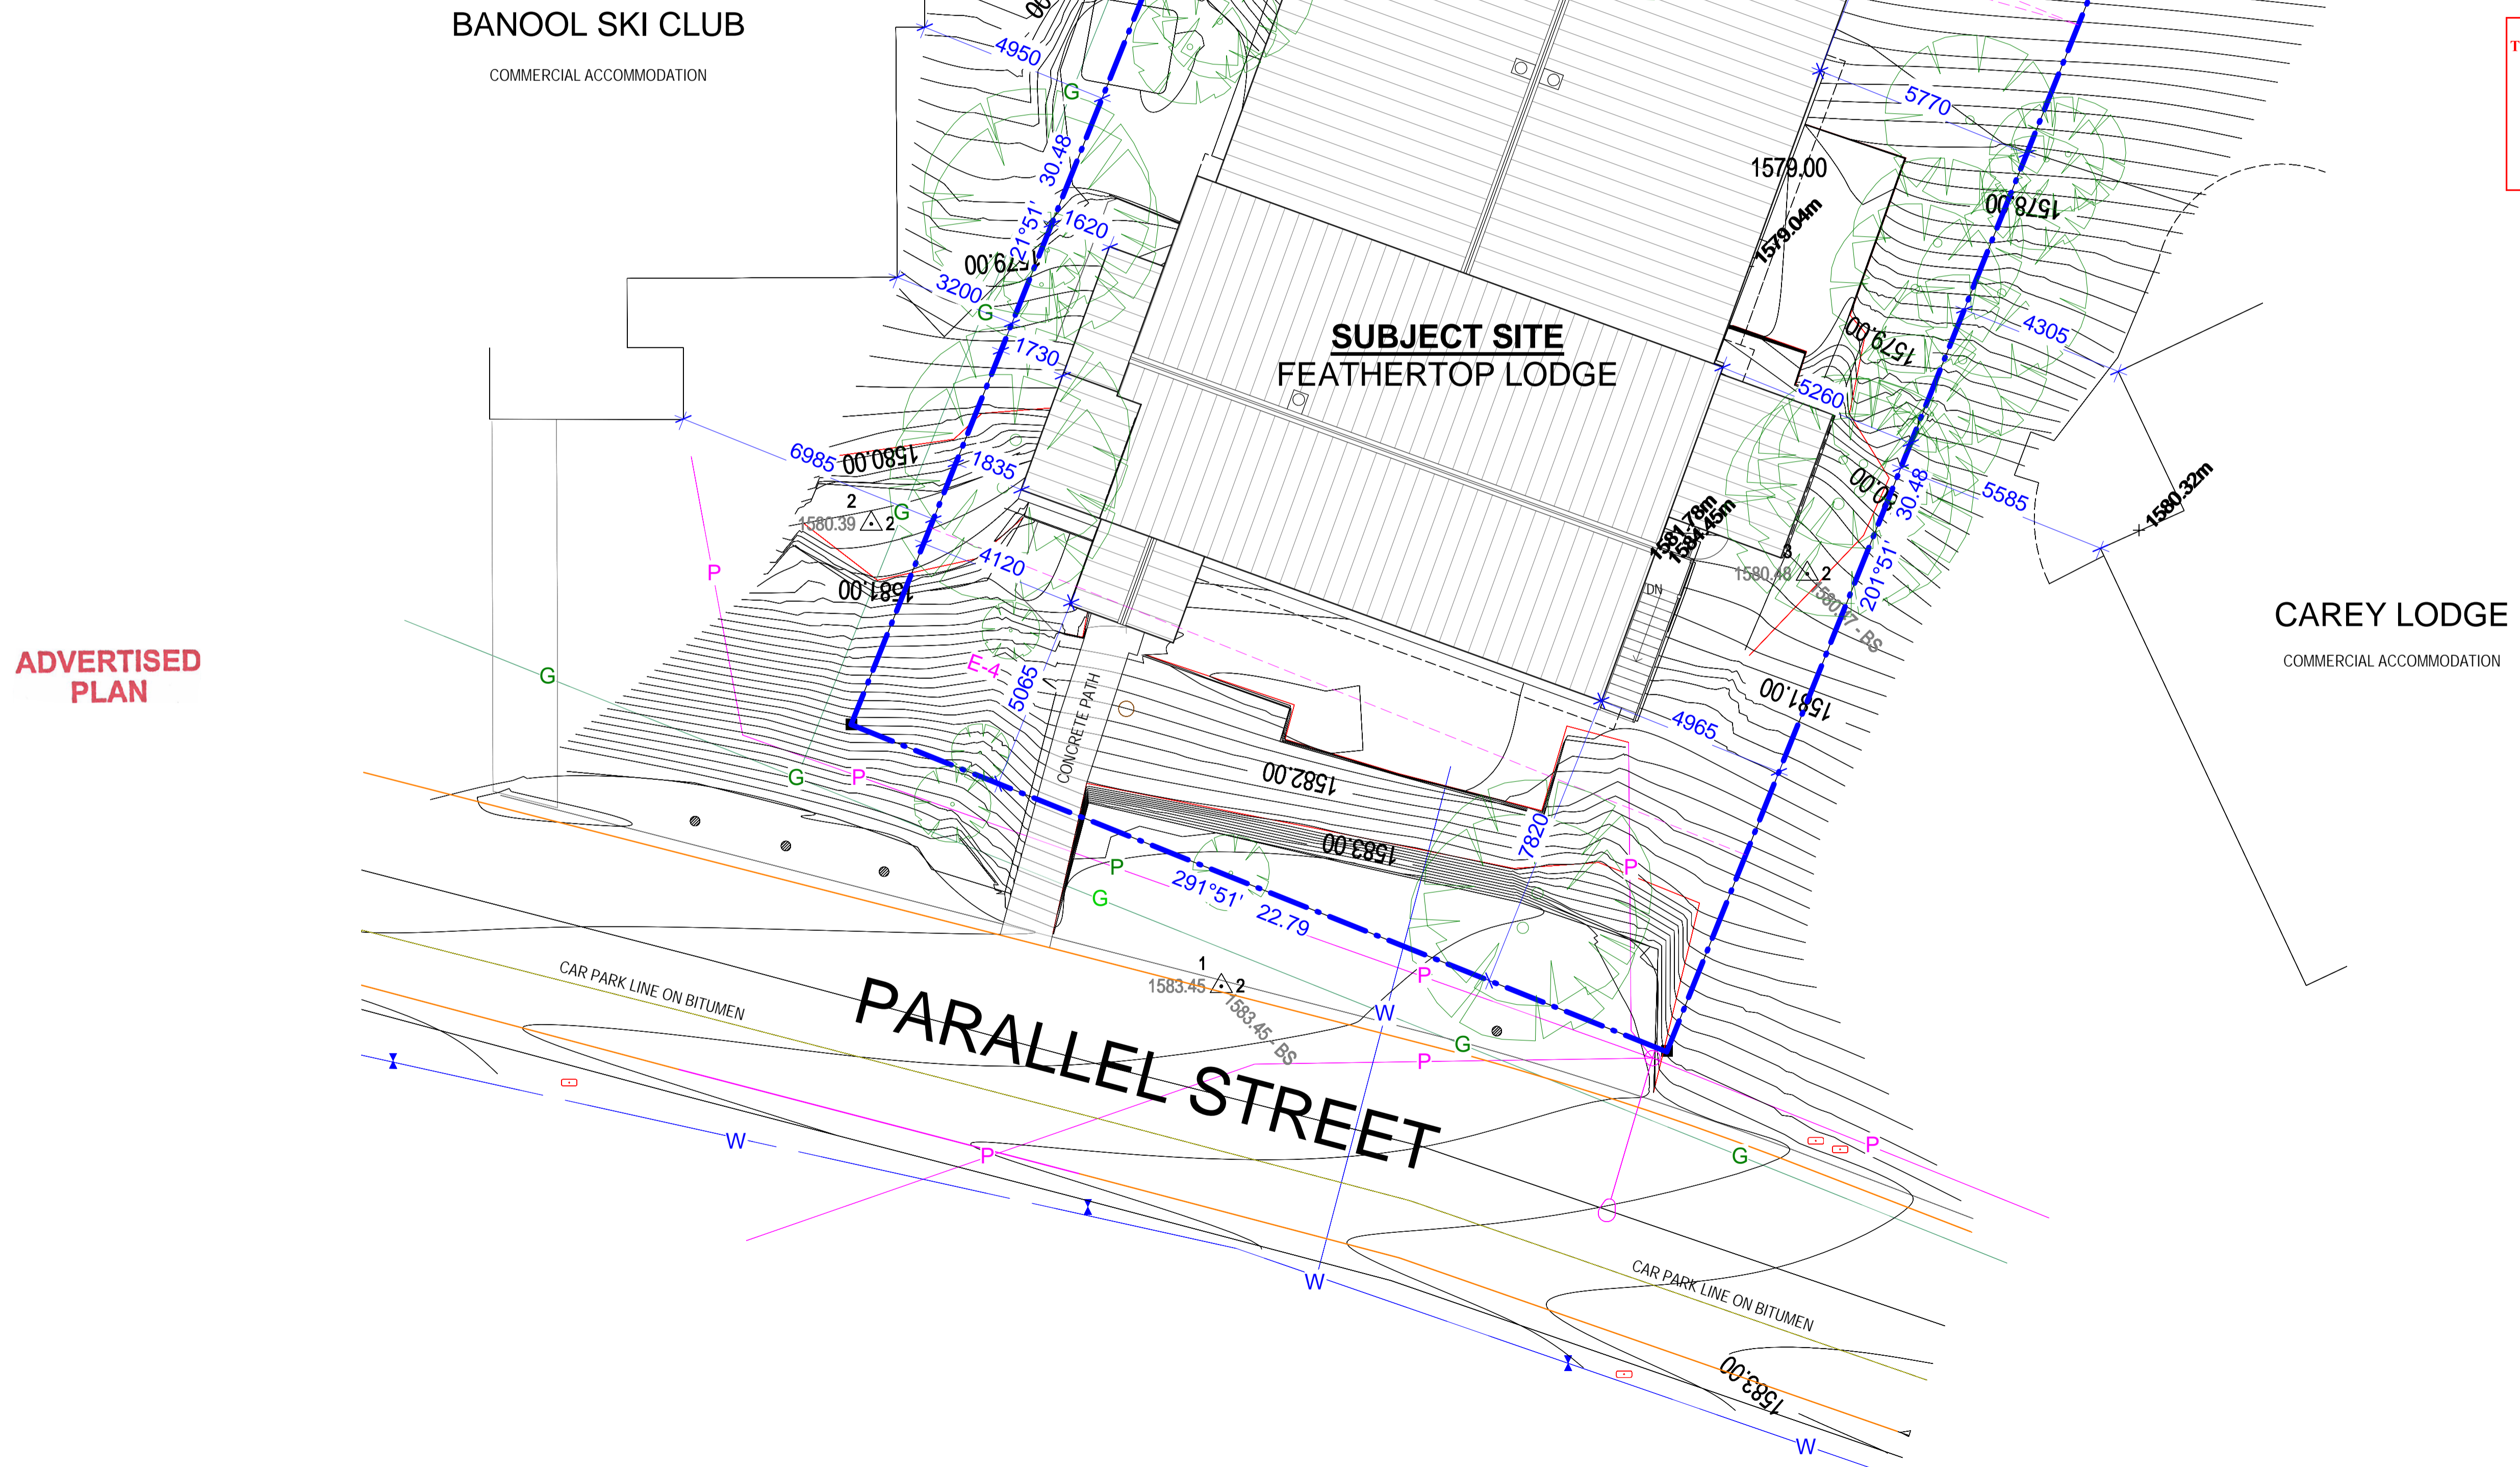 BANOOL SKI CLUB
COMMERCIAL ACCOMMODATION
4950
G
30.48
21°51'
1620
1579.00
3200
G
1730
5770
1579.00
1579.04m
1578.00
SUBJECT SITE
FEATHERTOP LODGE
1579.00
4305
5260
6985
1580.00
1835
2
1580.39
2
G
P
4120
1581.00
30.48
5585
1580.32m
1581.78m
1584.45m
3
1580.48
2
DN
201°51'
CAREY LODGE
COMMERCIAL ACCOMMODATION
ADVERTISED
PLAN
G
E-4
5065
CONCRETE PATH
1581.00
4965
G
P
1582.00
1583.00
7820
P
P
G
291°51'
22.79
P
1
1583.45
2
1583.45 - BS
W
G
P
CAR PARK LINE ON BITUMEN
PARALLEL STREET
W
P
P
G
W
CAR PARK LINE ON BITUMEN
1583.00
W